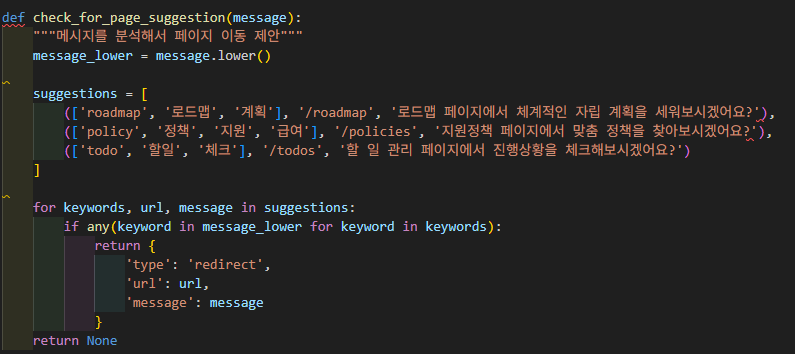 def check_for_page_suggestion(message):
    """메시지를 분석해서 페이지 이동 제안"""
    message_lower = message.lower()
    suggestions = [
        (['roadmap', '로드맵', '계획'], '/roadmap', '로드맵 페이지에서 체계적인 자립 계획을 세워보시겠어요?'),
        (['policy', '정책', '지원', '급여'], '/policies', '지원정책 페이지에서 맞춤 정책을 찾아보시겠어요?'),
        (['todo', '할일', '체크'], '/todos', '할 일 관리 페이지에서 진행상황을 체크해보시겠어요?')
    ]
    for keywords, url, message in suggestions:
        if any(keyword in message_lower for keyword in keywords):
            return {
                'type': 'redirect',
                'url': url,
                'message': message
            }
    return None